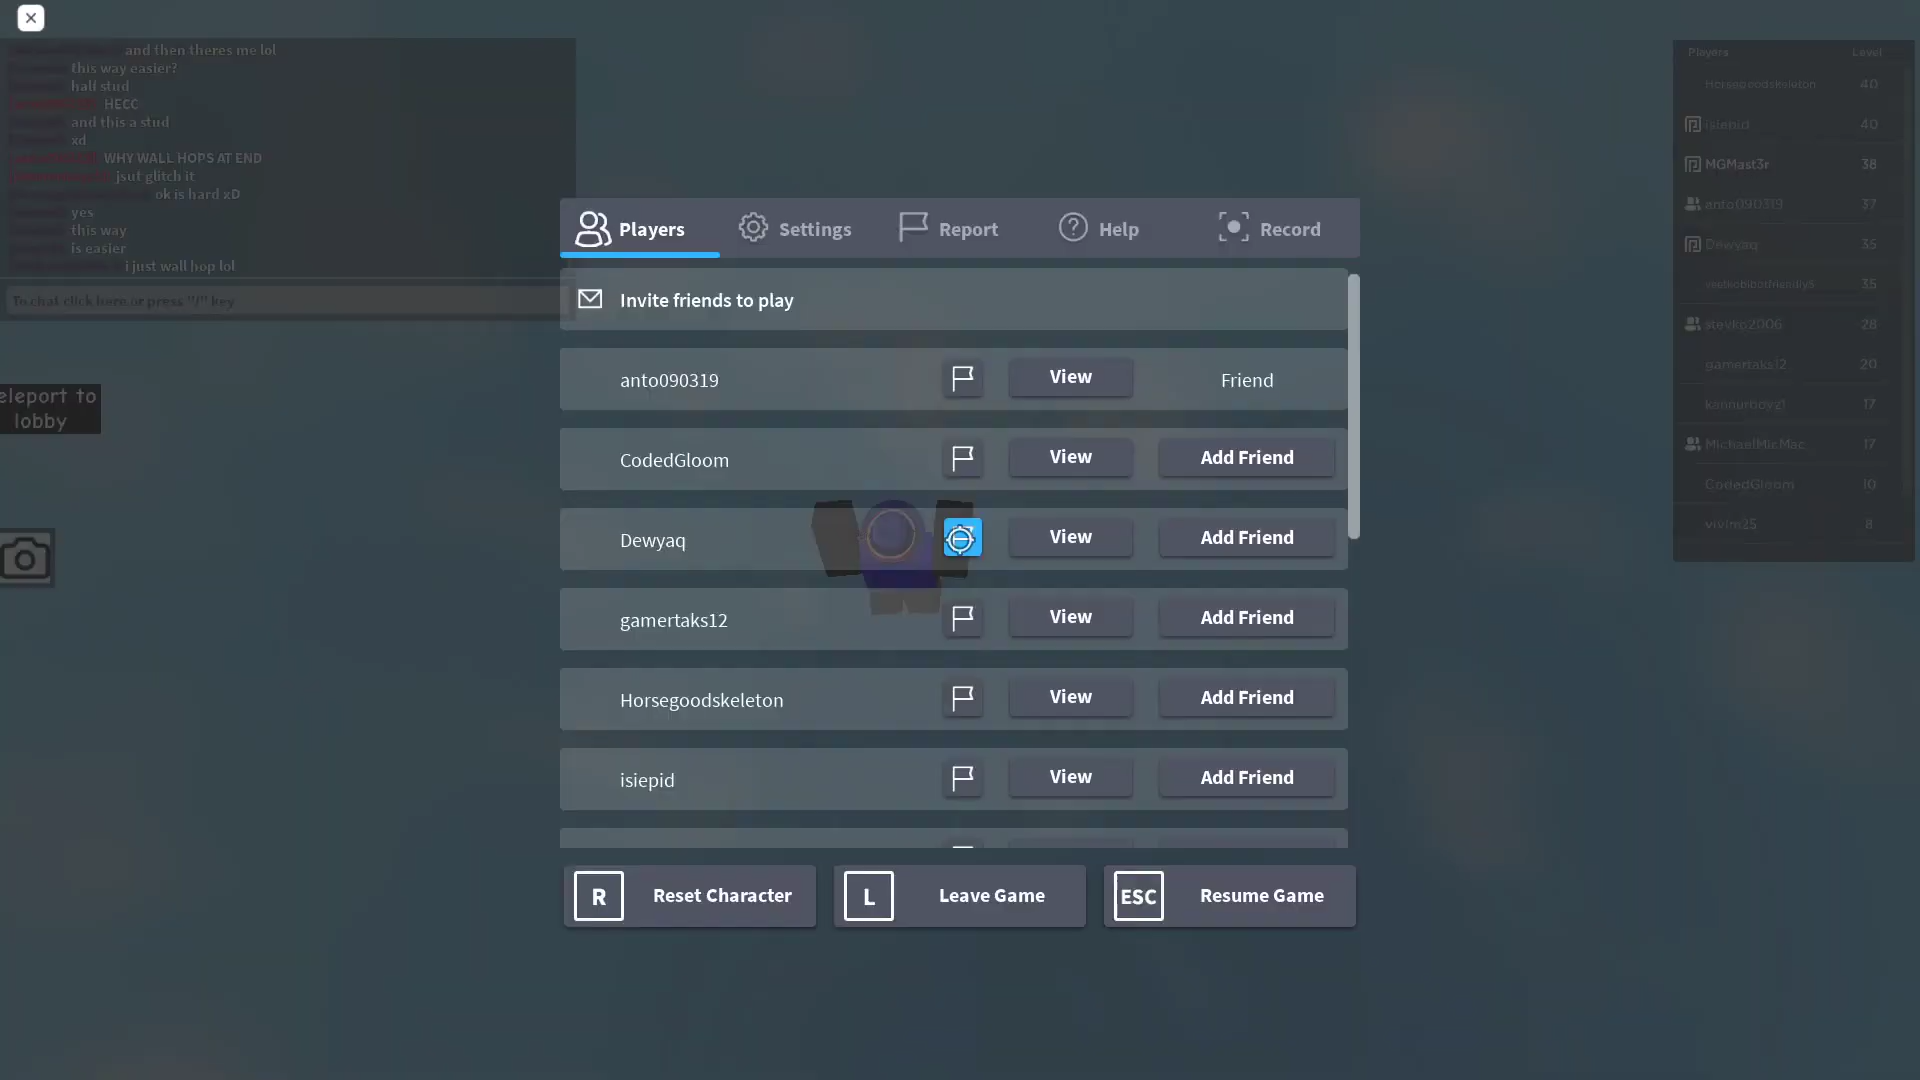 and then theres me lol
this way easier?
half stud
HECC
and this a stud
xd
WHY WALL HOPS AT END
jsut glitch it
ok is hard xD
yes
this way
is easier
i just wall hop lol
To chat click here or press "/" key
eleport to
lobby
Players
Settings
Report
Help
Record
Invite friends to play
anto090319 View Friend
CodedGloom View Add Friend
Dewyaq View Add Friend
gamertaks12 View Add Friend
Horsegoodskeleton View Add Friend
isiepid View Add Friend
R Reset Character
L Leave Game
ESC Resume Game
Players Level
Horsegoodskeleton 40
isiepid 40
MGMast3r 38
anto090319 37
Dewyaq 35
35
stevko2006 28
gamertaks12 20
17
MichaelMicMac 17
CodedGloom 10
8